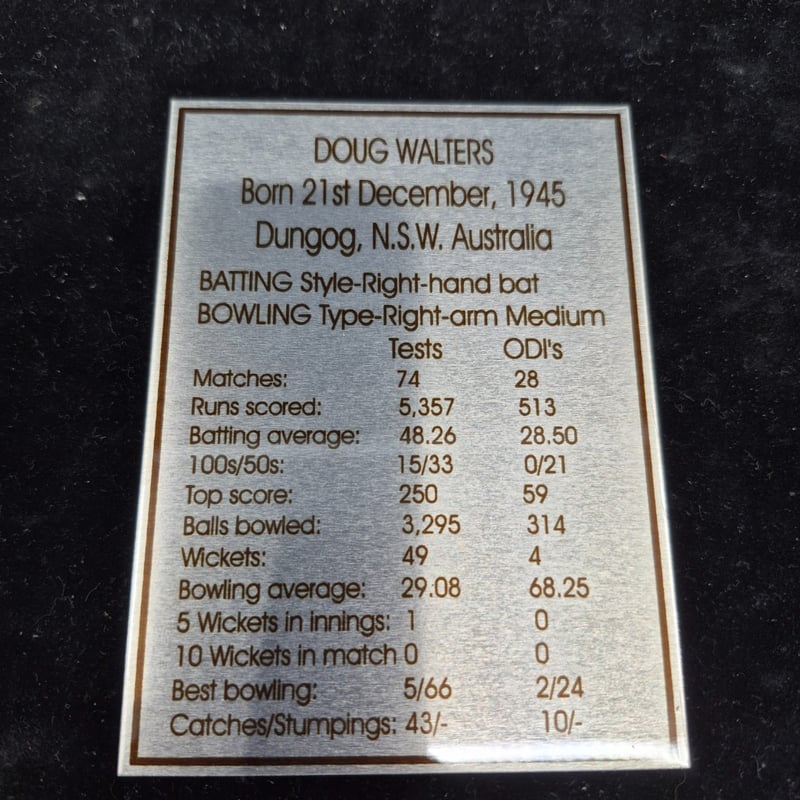 DOUG WALTERS
Born 21st December, 1945
Dungog, N.S.W. Australia
BATTING Style-Right-hand bat
BOWLING Type-Right-arm Medium
Tests ODI's
Matches: 74 28
Runs scored: 5,357 513
Batting average: 48.26 28.50
100s/50s: 15/33 0/21
Top score: 250 59
Balls bowled: 3,295 314
Wickets: 49 4
Bowling average: 29.08 68.25
5 Wickets in innings: 1 0
10 Wickets in match 0 0
Best bowling: 5/66 2/24
Catches/Stumpings: 43/- 10/-